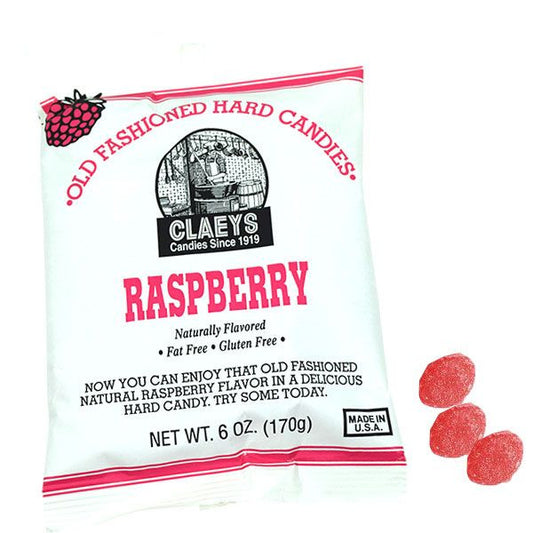 •OLD FASHIONED HARD CANDIES•
CLAEYS
Candies Since 1919
RASPBERRY
Naturally Flavored
• Fat Free • Gluten Free •
NOW YOU CAN ENJOY THAT OLD FASHIONED
NATURAL RASPBERRY FLAVOR IN A DELICIOUS
HARD CANDY. TRY SOME TODAY.
NET WT. 6 OZ. (170g)
MADE IN
U.S.A.